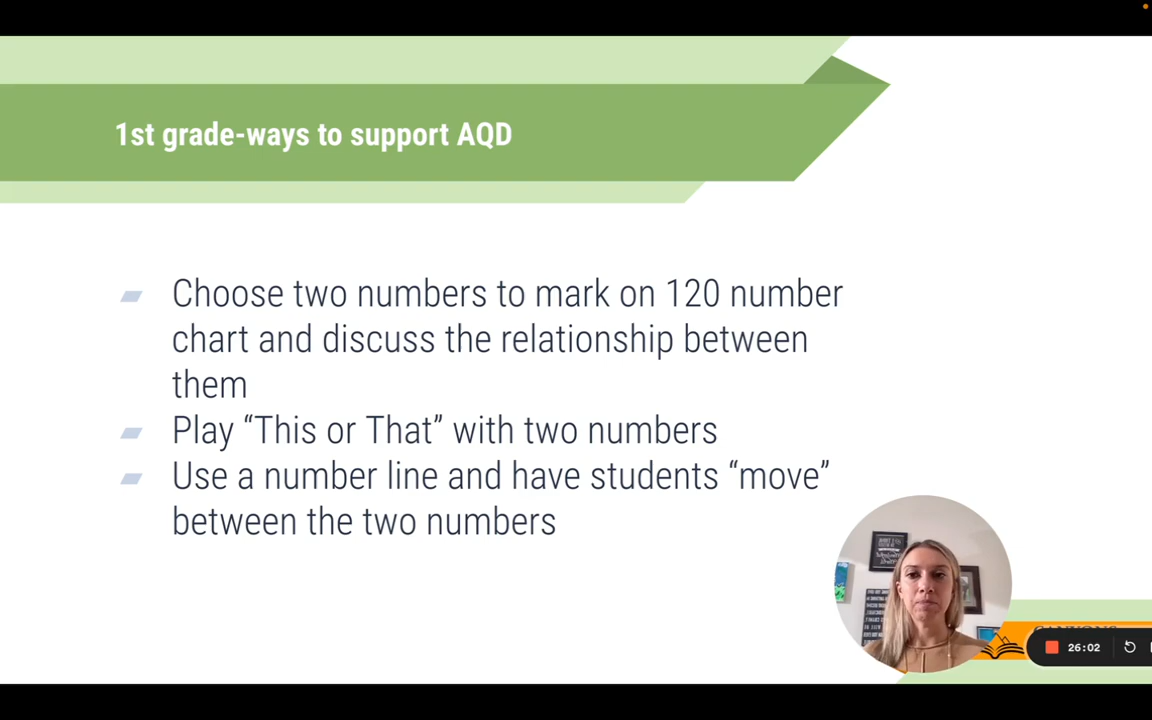 1st grade-ways to support AQD
Choose two numbers to mark on 120 number
chart and discuss the relationship between
them
Play “This or That” with two numbers
Use a number line and have students “move”
between the two numbers
26:02